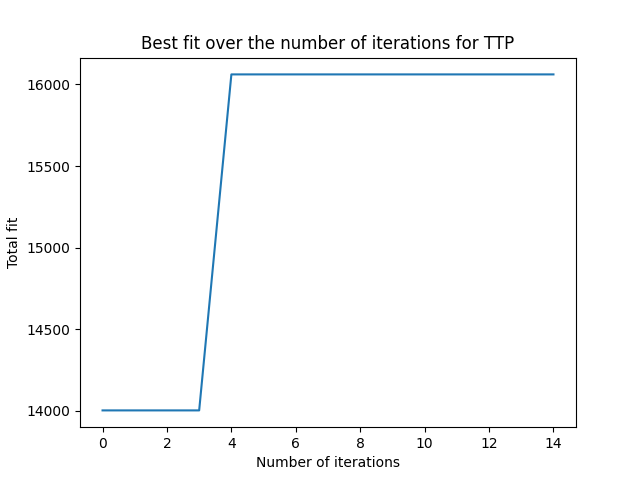 Best fit over the number of iterations for TTP
16000
15500
15000
14500
14000
Total fit
0 2 4 6 8 10 12 14
Number of iterations